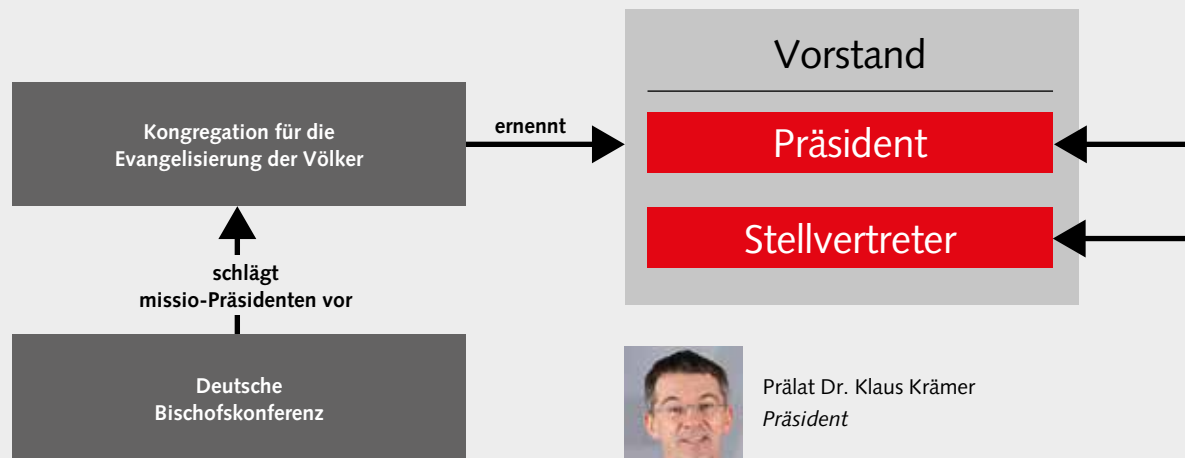 Kongregation für die
Evangelisierung der Völker
ernennt
Vorstand
Präsident
Stellvertreter
schlägt
missio-Präsidenten vor
Deutsche
Bischofskonferenz
Prälat Dr. Klaus Krämer
Präsident